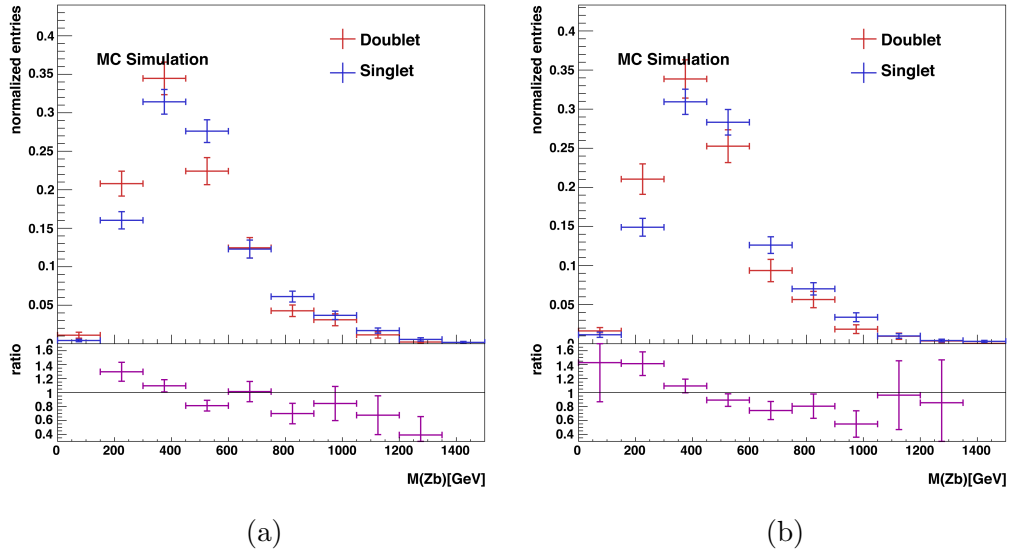 normalized entries
0.4
0.35
0.3
0.25
0.2
0.15
0.1
0.05
0
MC Simulation
Doublet
Singlet
ratio
1.6
1.4
1.2
1
0.8
0.6
0.4
0 200 400 600 800 1000 1200 1400
M(Zb)[GeV]
(a)
normalized entries
0.4
0.35
0.3
0.25
0.2
0.15
0.1
0.05
0
MC Simulation
Doublet
Singlet
ratio
1.6
1.4
1.2
1
0.8
0.6
0.4
0 200 400 600 800 1000 1200 1400
M(Zb)[GeV]
(b)